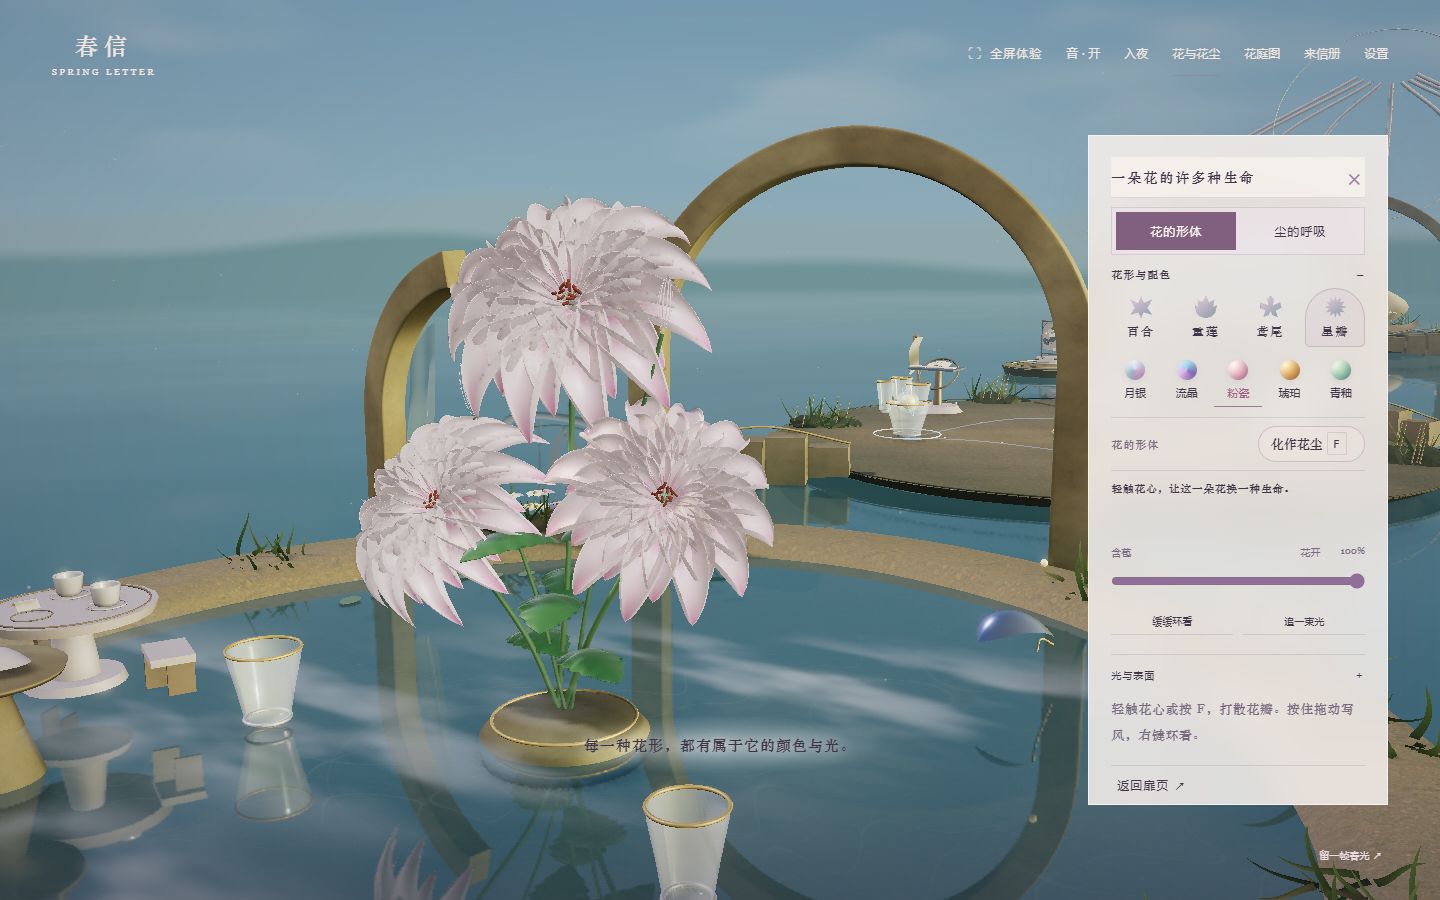 春信
SPRING LETTER
全屏体验 音·开 入夜 花与花尘 花庭图 来信册 设置
一朵花的许多种生命
花的形体 尘的呼吸
花形与配色
百合 重莲 鸢尾 星瓣
月银 流晶 粉瓷 琥珀 青釉
花的形体 化作花尘 F
轻触花心，让这一朵花换一种生命。
含苞 花开 100%
缓缓环看 追一束光
光与表面 +
轻触花心或按 F，打散花瓣。按住拖动写
风，右键环看。
每一种花形，都有属于它的颜色与光。
返回扉页 ↗
留一帧春光 ↗